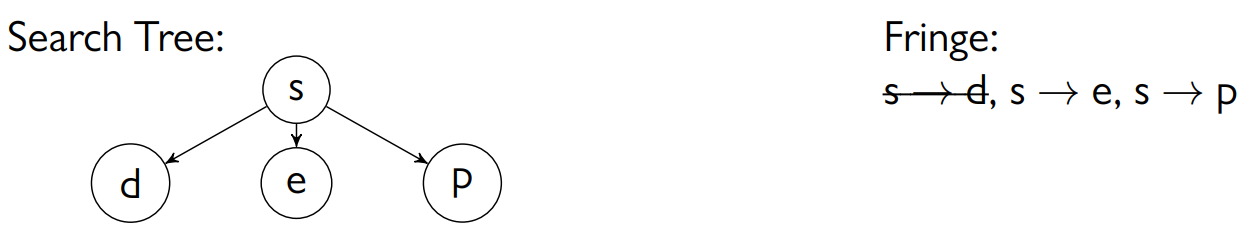 Search Tree:
s
d e p
Fringe:
s → d, s → e, s → p